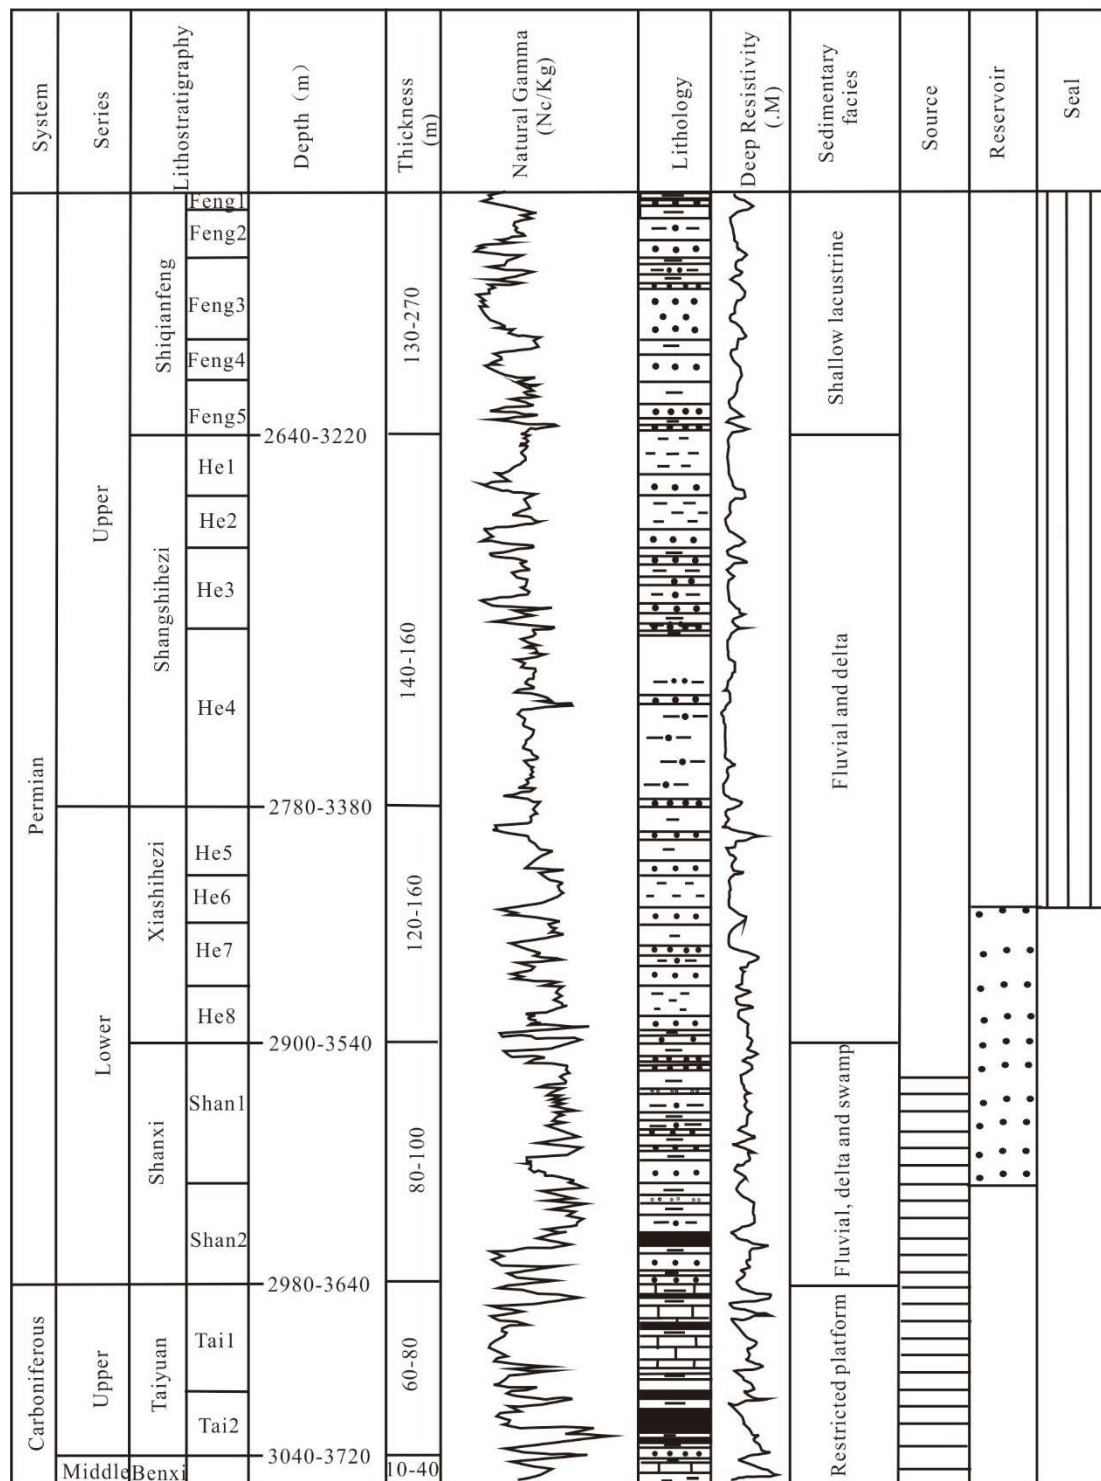 System
Series
Lithostratigraphy
Depth (m)
Thickness
(m)
Natural Gamma
(Nc/Kg)
Lithology
Deep Resistivity
(.M)
Sedimentary
facies
Source
Reservoir
Seal
Permian
Carboniferous
Upper
Lower
Upper
Middle
Shiqianfeng
Shangshihezi
Xiashihezi
Shanxi
Taiyuan
Benxi
Feng1
Feng2
Feng3
Feng4
Feng5
He1
He2
He3
He4
He5
He6
He7
He8
Shan1
Shan2
Tai1
Tai2
2640-3220
2780-3380
2900-3540
2980-3640
3040-3720
130-270
140-160
120-160
80-100
60-80
10-40
Shallow lacustrine
Fluvial and delta
Fluvial, delta and swamp
Restricted platform